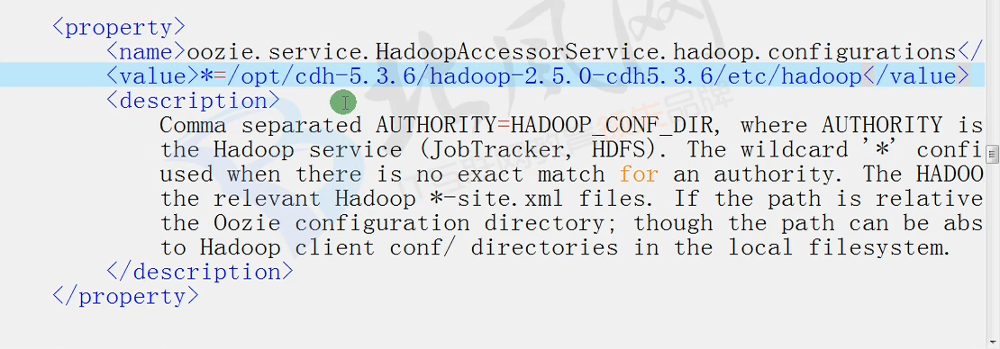 <property>
<name>oozie.service.HadoopAccessorService.hadoop.configurations</
<value>*=/opt/cdh-5.3.6/hadoop-2.5.0-cdh5.3.6/etc/hadoop</value>
<description>
Comma separated AUTHORITY=HADOOP_CONF_DIR, where AUTHORITY is
the Hadoop service (JobTracker, HDFS). The wildcard '*' confi
used when there is no exact match for an authority. The HADOO
the relevant Hadoop *-site.xml files. If the path is relative
the Oozie configuration directory; though the path can be abs
to Hadoop client conf/ directories in the local filesystem.
</description>
</property>
北风网